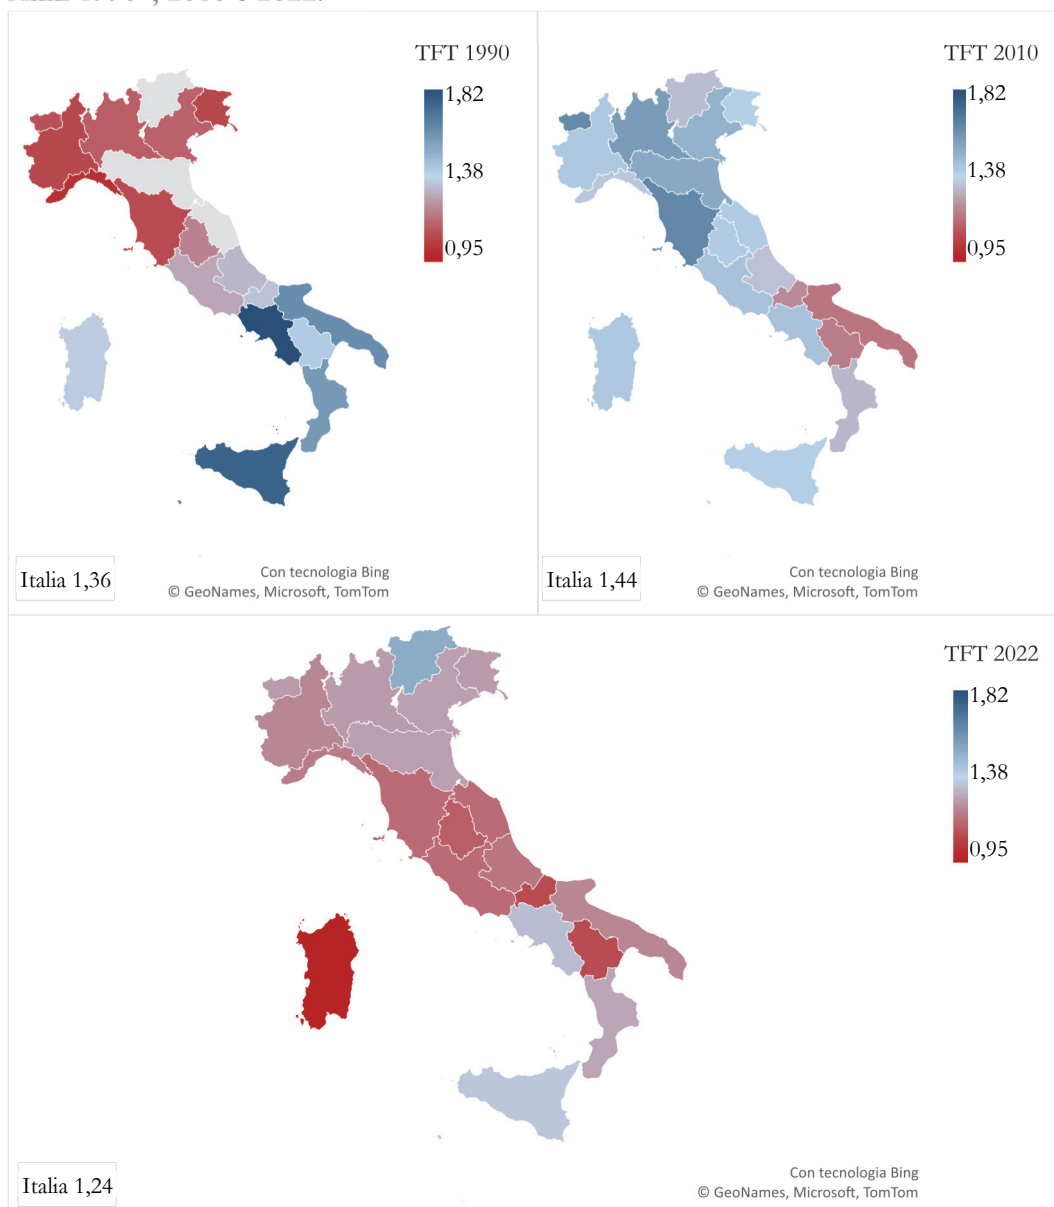 TFT 1990
1,82
1,38
0,95
Italia 1,36
Con tecnologia Bing
© GeoNames, Microsoft, TomTom
TFT 2010
1,82
1,38
0,95
Italia 1,44
Con tecnologia Bing
© GeoNames, Microsoft, TomTom
TFT 2022
1,82
1,38
0,95
Italia 1,24
Con tecnologia Bing
© GeoNames, Microsoft, TomTom